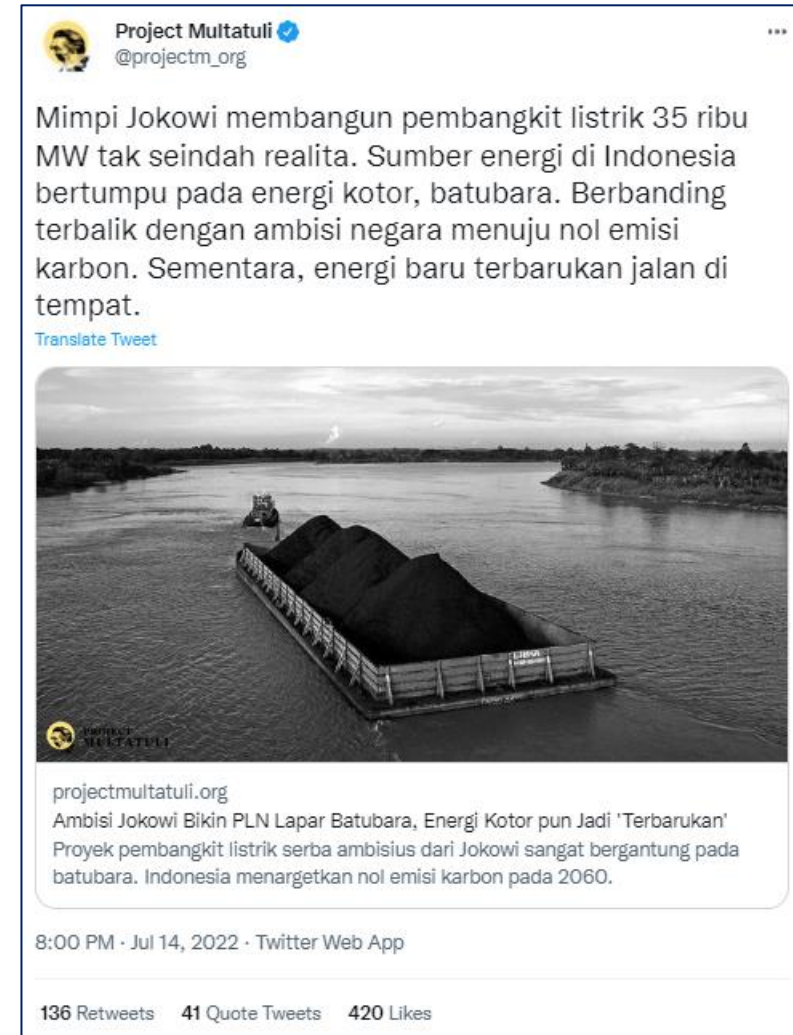 Project Multatuli
@projectm_org
Mimpi Jokowi membangun pembangkit listrik 35 ribu
MW tak seindah realita. Sumber energi di Indonesia
bertumpu pada energi kotor, batubara. Berbanding
terbalik dengan ambisi negara menuju nol emisi
karbon. Sementara, energi baru terbarukan jalan di
tempat.
Translate Tweet
PROJECT
MULTATULI
projectmultatuli.org
Ambisi Jokowi Bikin PLN Lapar Batubara, Energi Kotor pun Jadi 'Terbarukan'
Proyek pembangkit listrik serba ambisius dari Jokowi sangat bergantung pada
batubara. Indonesia menargetkan nol emisi karbon pada 2060.
8:00 PM · Jul 14, 2022 · Twitter Web App
136 Retweets 41 Quote Tweets 420 Likes